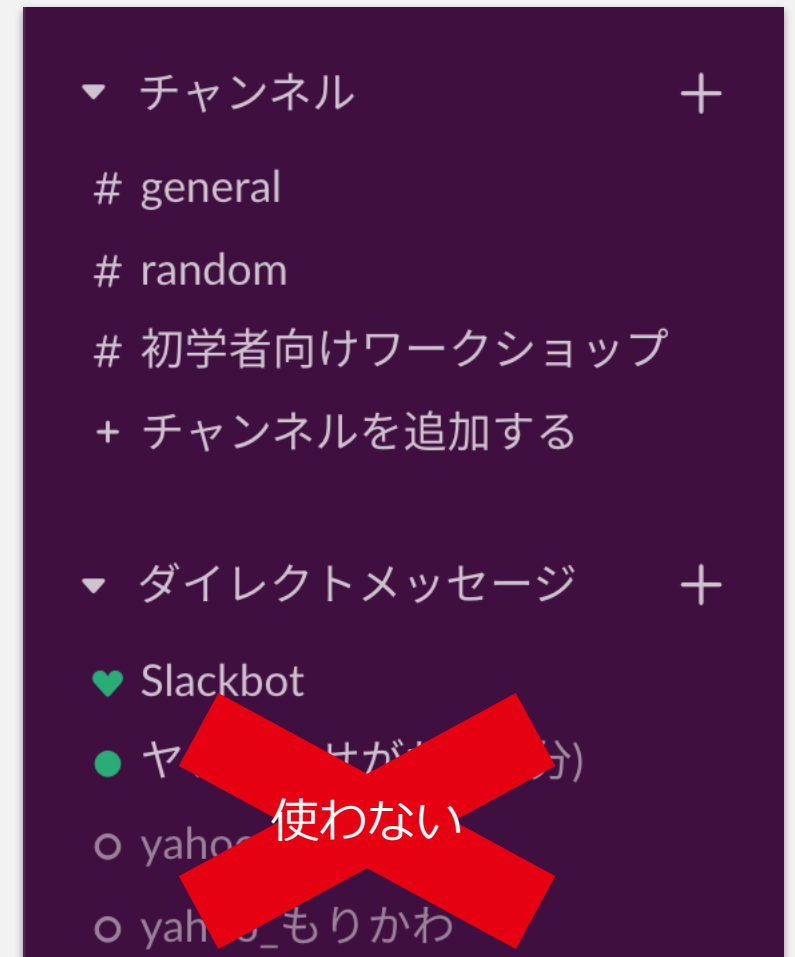 チャンネル
# general
# random
# 初学者向けワークショップ
+ チャンネルを追加する
ダイレクトメッセージ
Slackbot
使わない
もりかわ